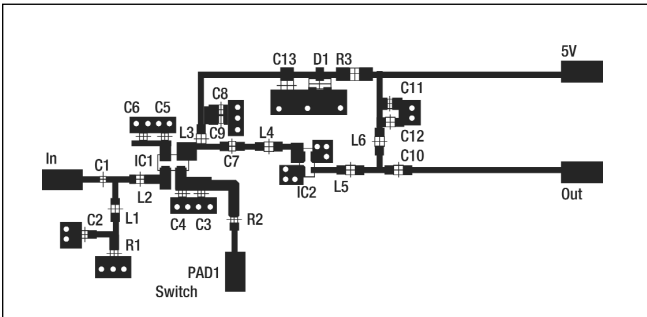 C13 D1 R3 5V
C6 C5 C8 C11
L3 C9 L4 L6 C12
In C1 IC1 C7 C10
L2 IC2 L5 Out
C2 L1 C4 C3 R2
R1
PAD1
Switch